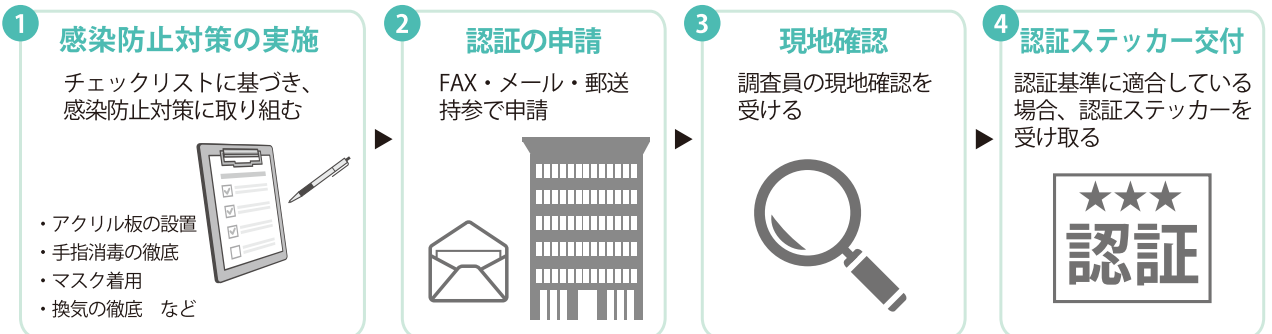 1 感染防止対策の実施
チェックリストに基づき、
感染防止対策に取り組む
・アクリル板の設置
・手指消毒の徹底
・マスク着用
・換気の徹底　など
2 認証の申請
FAX・メール・郵送
持参で申請
3 現地確認
調査員の現地確認を
受ける
4 認証ステッカー交付
認証基準に適合している
場合、認証ステッカーを
受け取る
★★★
認証